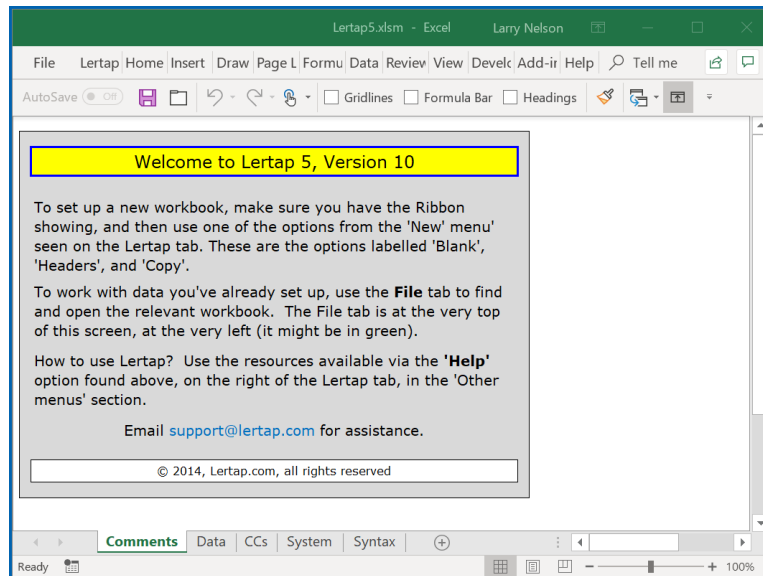 Lertap5.xlsm - Excel Larry Nelson
File Lertap Home Insert Draw Page L Formu Data Review View Develc Add-ir Help Tell me
AutoSave Off Gridlines Formula Bar Headings
Welcome to Lertap 5, Version 10
To set up a new workbook, make sure you have the Ribbon
showing, and then use one of the options from the 'New' menu'
seen on the Lertap tab. These are the options labelled 'Blank',
'Headers', and 'Copy'.
To work with data you've already set up, use the File tab to find
and open the relevant workbook. The File tab is at the very top
of this screen, at the very left (it might be in green).
How to use Lertap? Use the resources available via the 'Help'
option found above, on the right of the Lertap tab, in the 'Other
menus' section.
Email support@lertap.com for assistance.
© 2014, Lertap.com, all rights reserved
Comments Data CCs System Syntax
Ready 100%